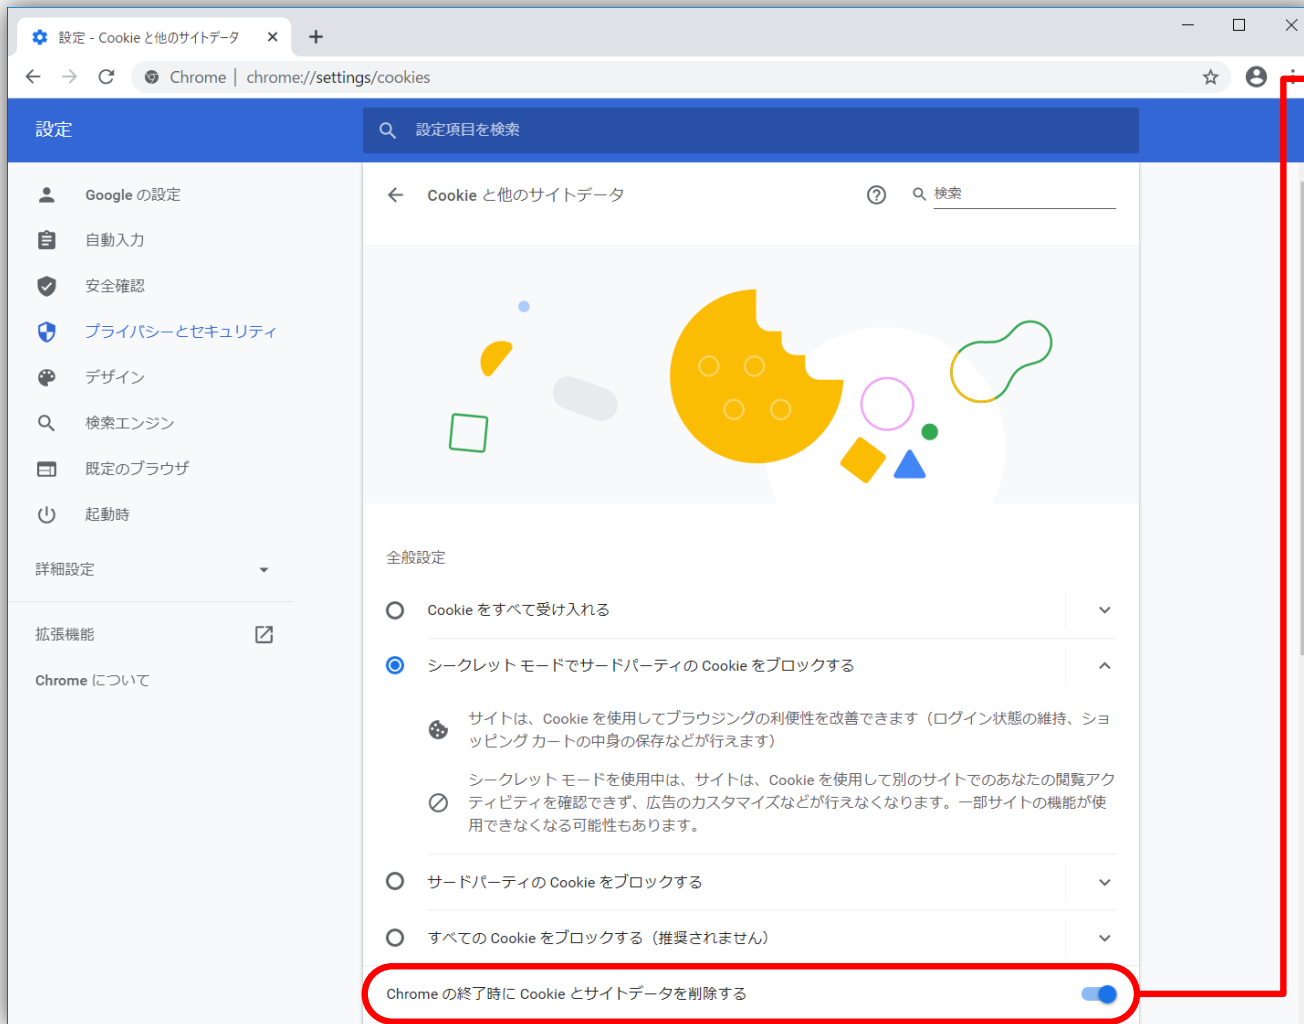 設定 - Cookie と他のサイトデータ
Chrome | chrome://settings/cookies
設定
設定項目を検索
Google の設定
自動入力
安全確認
プライバシーとセキュリティ
デザイン
検索エンジン
既定のブラウザ
起動時
詳細設定
拡張機能
Chrome について
Cookie と他のサイトデータ
検索
全般設定
Cookie をすべて受け入れる
シークレット モードでサードパーティの Cookie をブロックする
サイトは、Cookie を使用してブラウジングの利便性を改善できます（ログイン状態の維持、ショ
ッピング カートの中身の保存などが行えます）
シークレット モードを使用中は、サイトは、Cookie を使用して別のサイトでのあなたの閲覧アク
ティビティを確認できず、広告のカスタマイズなどが行えなくなります。一部サイトの機能が使
用できなくなる可能性もあります。
サードパーティの Cookie をブロックする
すべての Cookie をブロックする（推奨されません）
Chrome の終了時に Cookie とサイトデータを削除する